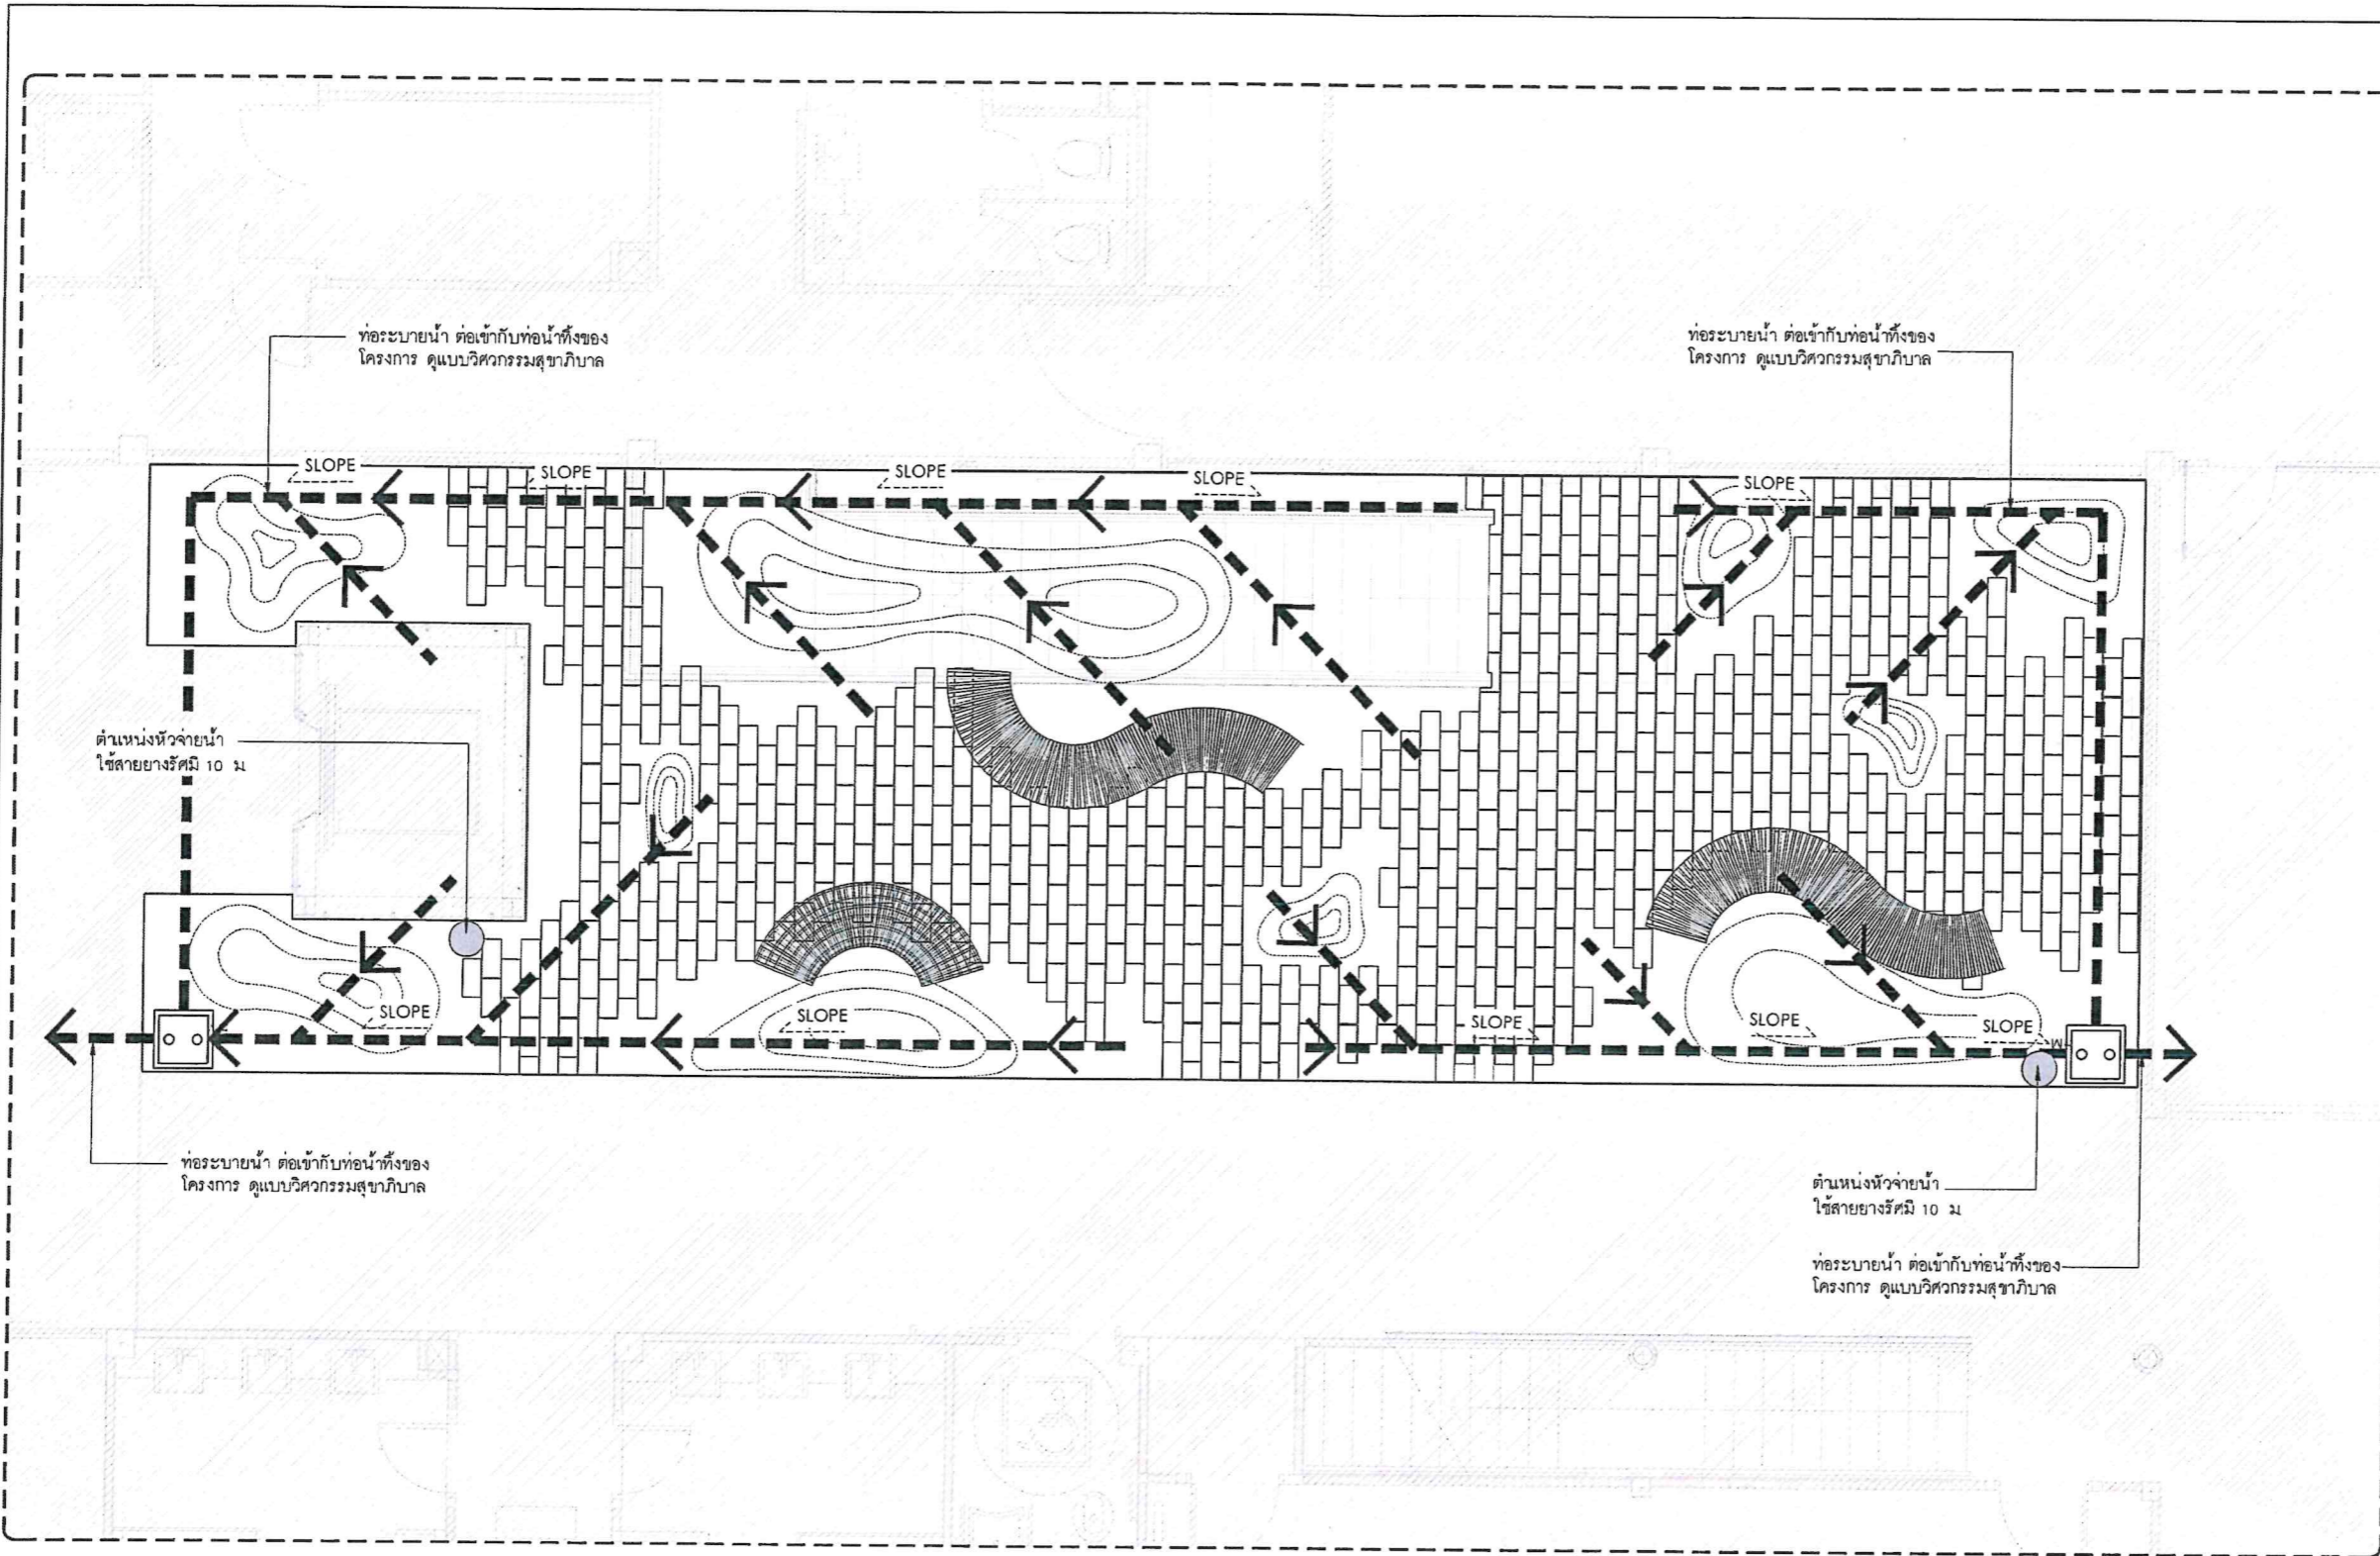 ท่อระบายน้ำ ต่อเข้ากับท่อน้ำทิ้งของ
โครงการ ดูแบบวิศวกรรมสุขาภิบาล
ท่อระบายน้ำ ต่อเข้ากับท่อน้ำทิ้งของ
โครงการ ดูแบบวิศวกรรมสุขาภิบาล
SLOPE
SLOPE
SLOPE
SLOPE
SLOPE
ตำแหน่งหัวจ่ายน้ำ
ใช้สายยางรัศมี 10 ม
SLOPE
SLOPE
SLOPE
SLOPE
SLOPE
M
ท่อระบายน้ำ ต่อเข้ากับท่อน้ำทิ้งของ
โครงการ ดูแบบวิศวกรรมสุขาภิบาล
ตำแหน่งหัวจ่ายน้ำ
ใช้สายยางรัศมี 10 ม
ท่อระบายน้ำ ต่อเข้ากับท่อน้ำทิ้งของ
โครงการ ดูแบบวิศวกรรมสุขาภิบาล